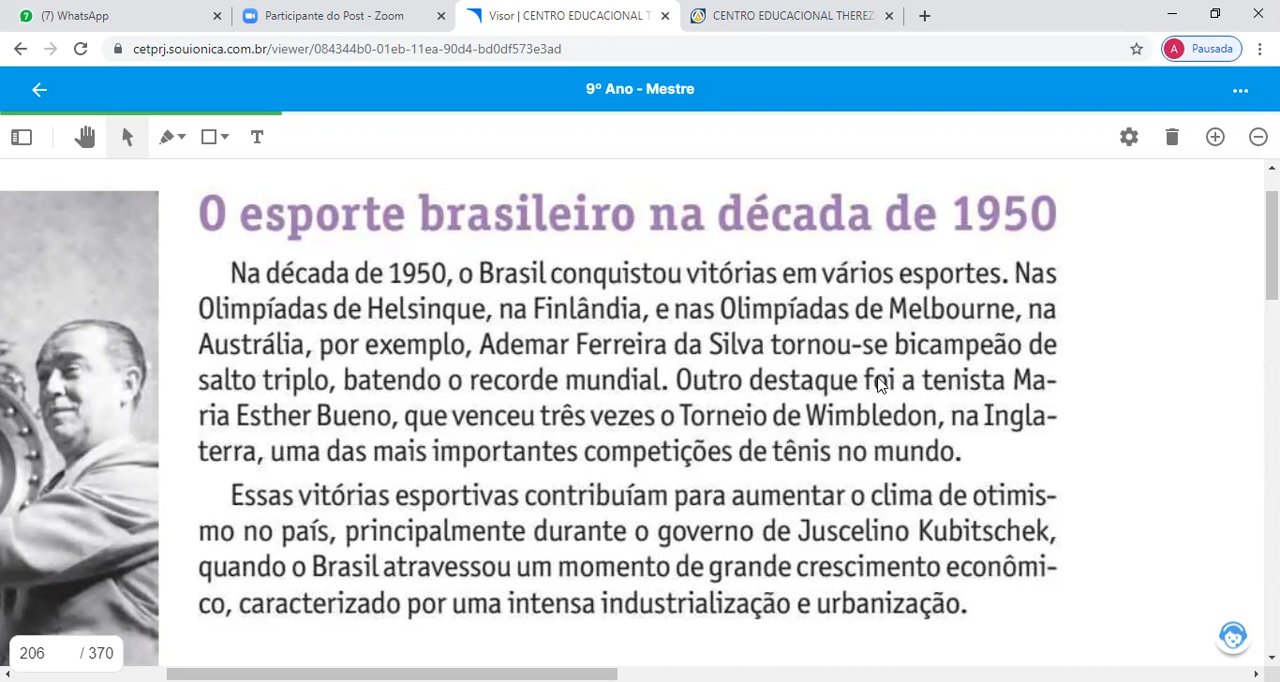 (7) WhatsApp
Participante do Post - Zoom
Visor | CENTRO EDUCACIONAL T
CENTRO EDUCACIONAL THEREZ
cetprj.souionica.com.br/viewer/084344b0-01eb-11ea-90d4-bd0df573e3ad
A Pausada
9º Ano - Mestre
T
O esporte brasileiro na década de 1950
Na década de 1950, o Brasil conquistou vitórias em vários esportes. Nas
Olimpíadas de Helsinque, na Finlândia, e nas Olimpíadas de Melbourne, na
Austrália, por exemplo, Ademar Ferreira da Silva tornou-se bicampeão de
salto triplo, batendo o recorde mundial. Outro destaque foi a tenista Ma-
ria Esther Bueno, que venceu três vezes o Torneio de Wimbledon, na Ingla-
terra, uma das mais importantes competições de tênis no mundo.
Essas vitórias esportivas contribuíam para aumentar o clima de otimis-
mo no país, principalmente durante o governo de Juscelino Kubitschek,
quando o Brasil atravessou um momento de grande crescimento econômi-
co, caracterizado por uma intensa industrialização e urbanização.
206 / 370